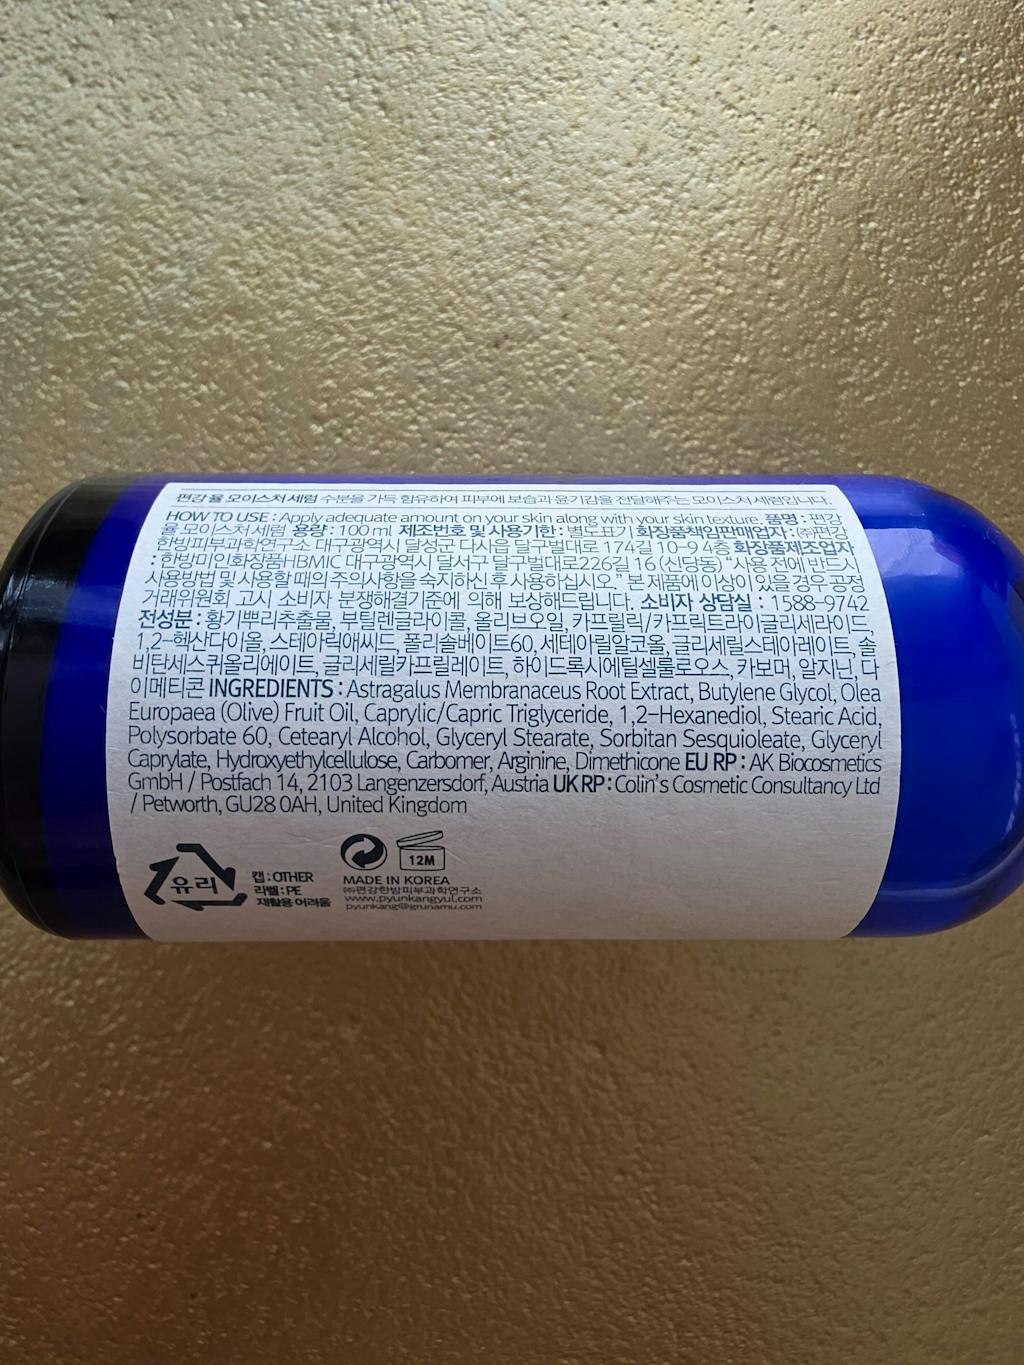 편강율 모이스처 세럼 수분을 가득 함유하여 피부에 보습과 윤기감을 전달해주는 모이스처 세럼입니다.
HOW TO USE : Apply adequate amount on your skin along with your skin texture. 품명 : 편강
율 모이스처 세럼 용량 : 100 ml 제조번호 및 사용기한 : 별도표기 화장품책임판매업자 : ㈜편강
한방피부과학연구소 대구광역시 달성군 다사읍 달구벌대로 174길 10-9 4층 화장품제조업자
: 한방미인화장품HBMIC 대구광역시 달서구 달구벌대로226길 16 (신당동) “사용 전에 반드시
사용방법 및 사용할 때의 주의사항을 숙지하신 후 사용하십시오.” 본 제품에 이상이 있을 경우 공정
거래위원회 고시 소비자 분쟁해결기준에 의해 보상해드립니다. 소비자 상담실 : 1588-9742
전성분 : 황기뿌리추출물, 부틸렌글라이콜, 올리브오일, 카프릴릭/카프릭트라이글리세라이드,
1,2-헥산다이올, 스테아릭애씨드, 폴리솔베이트60, 세테아릴알코올, 글리세릴스테아레이트, 솔
비탄세스퀴올리에이트, 글리세릴카프릴레이트, 하이드록시에틸셀룰로오스, 카보머, 알지닌, 다
이메티콘 INGREDIENTS : Astragalus Membranaceus Root Extract, Butylene Glycol, Olea
Europaea (Olive) Fruit Oil, Caprylic/Capric Triglyceride, 1,2-Hexanediol, Stearic Acid,
Polysorbate 60, Cetearyl Alcohol, Glyceryl Stearate, Sorbitan Sesquioleate, Glyceryl
Caprylate, Hydroxyethylcellulose, Carbomer, Arginine, Dimethicone EU RP : AK Biocosmetics
GmbH / Postfach 14, 2103 Langenzersdorf, Austria UK RP : Colin's Cosmetic Consultancy Ltd
/ Petworth, GU28 0AH, United Kingdom
유리
캡 : OTHER
라벨 : PE
재활용 어려움
12M
MADE IN KOREA
㈜편강한방피부과학연구소
www.pyunkangyul.com
pyunkang@grunamu.com